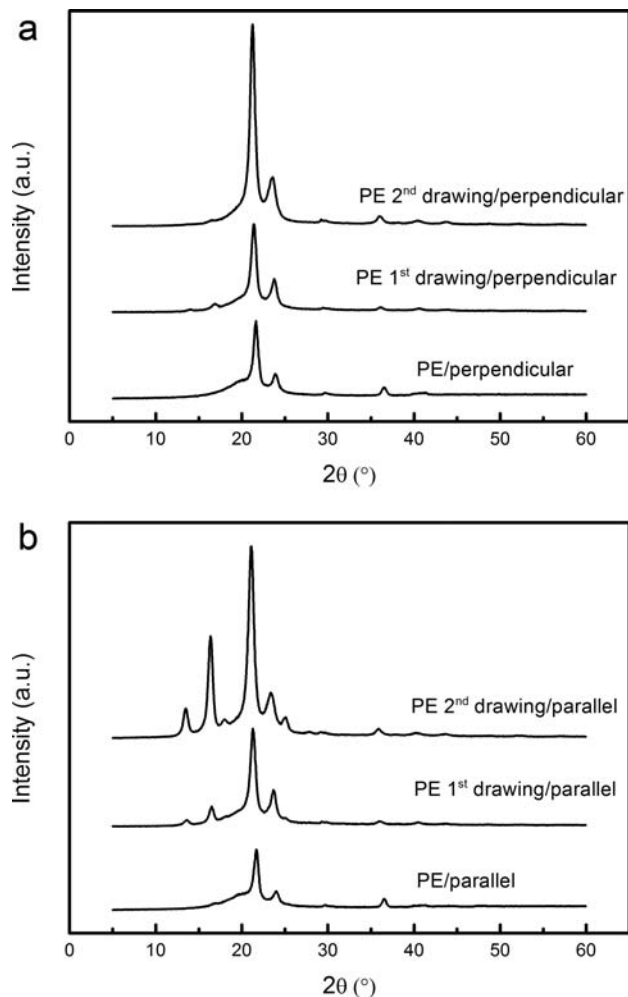 a
Intensity (a.u.)
PE 2nd drawing/perpendicular
PE 1st drawing/perpendicular
PE/perpendicular
0 10 20 30 40 50 60
2θ (°)
b
Intensity (a.u.)
PE 2nd drawing/parallel
PE 1st drawing/parallel
PE/parallel
0 10 20 30 40 50 60
2θ (°)